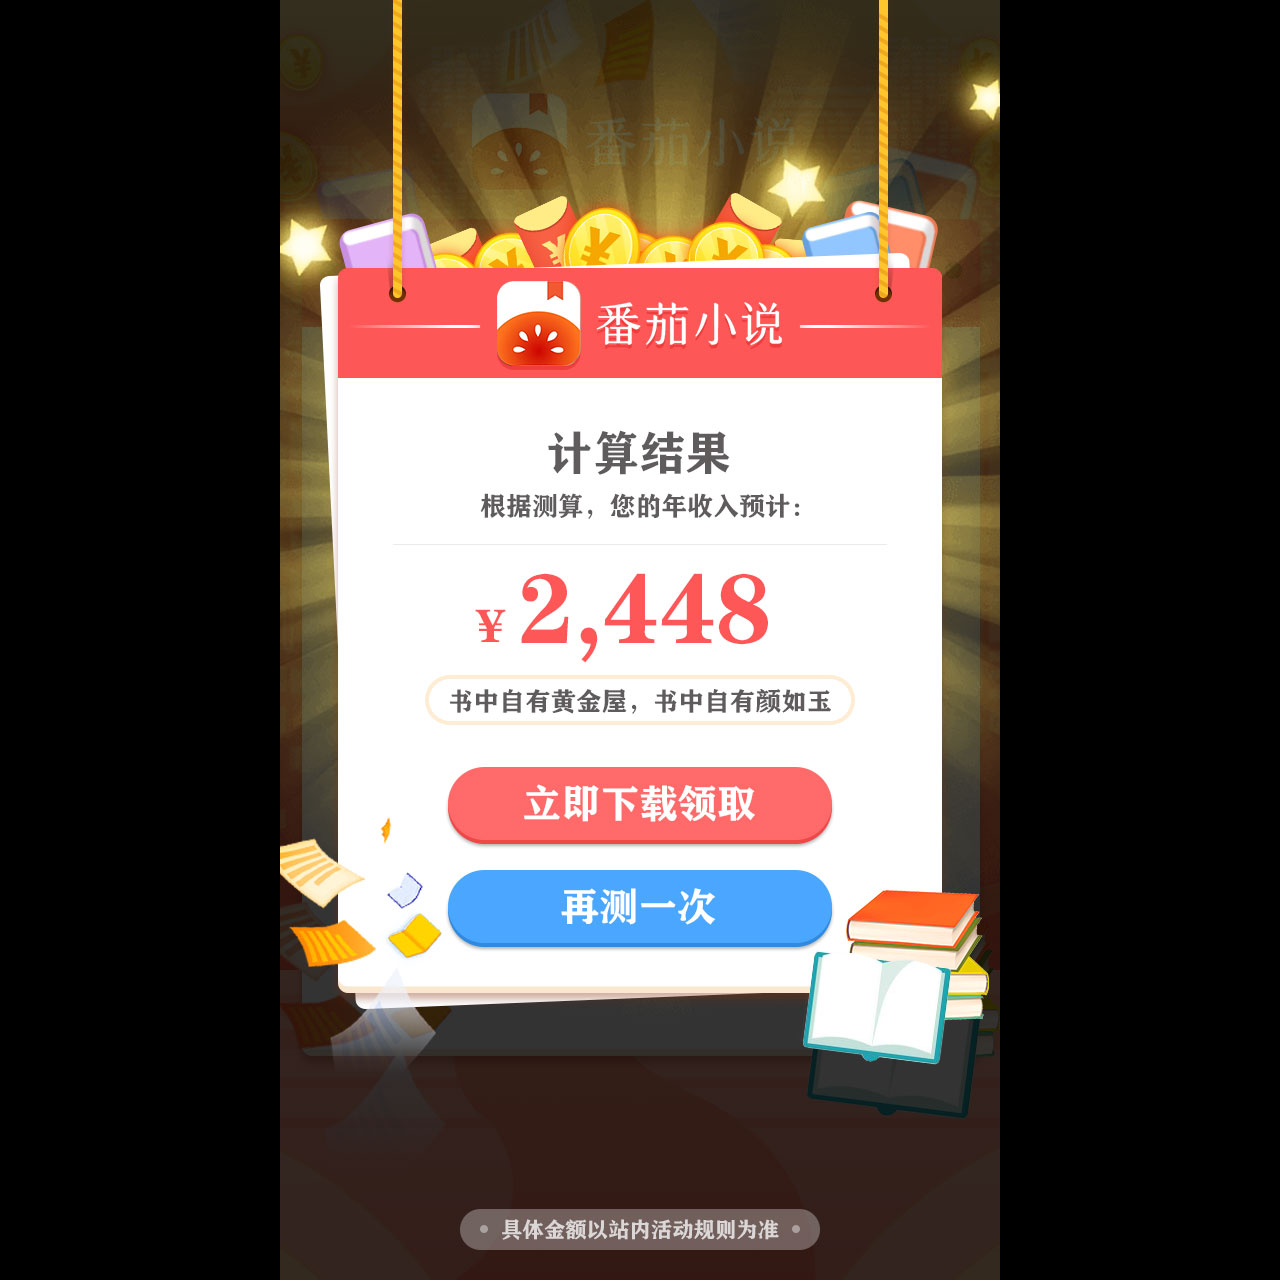 番茄小说
番茄小说
计算结果
根据测算，您的年收入预计：
¥2,448
书中自有黄金屋，书中自有颜如玉
立即下载领取
再测一次
具体金额以站内活动规则为准